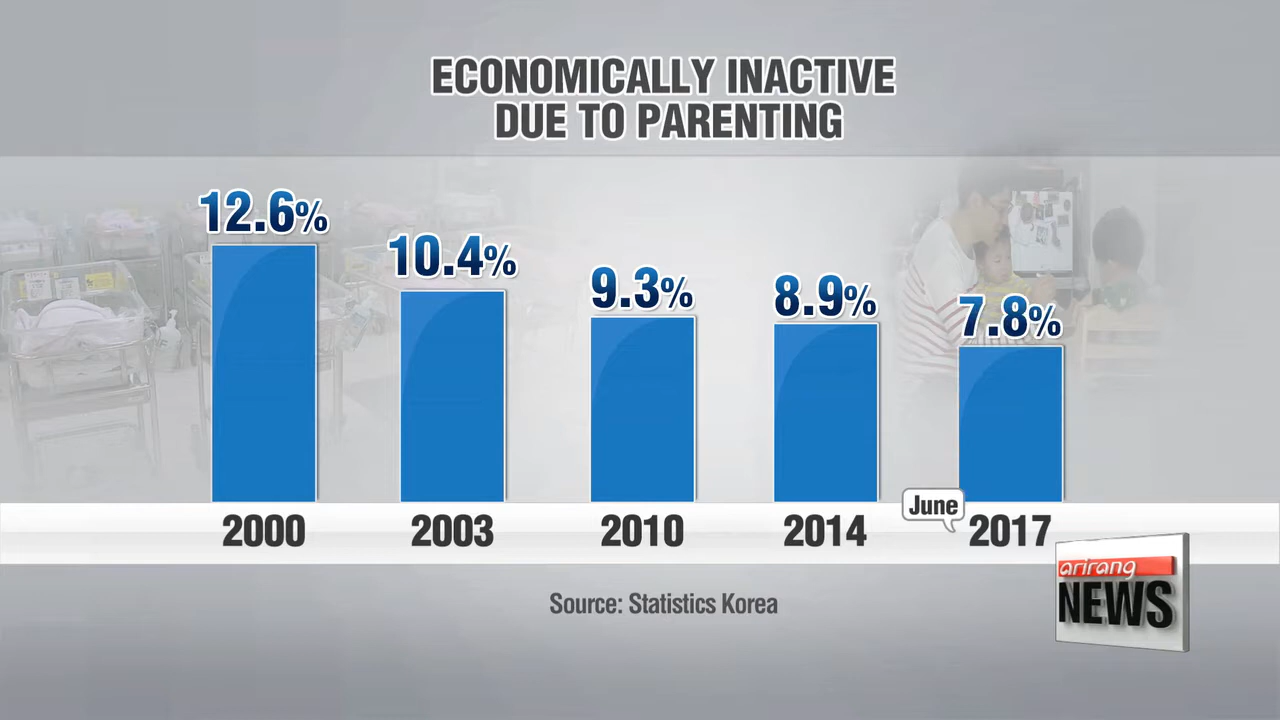 ECONOMICALLY INACTIVE
DUE TO PARENTING
12.6%
10.4%
9.3%
8.9%
7.8%
2000
2003
2010
2014
June
2017
Source: Statistics Korea
arirang
NEWS